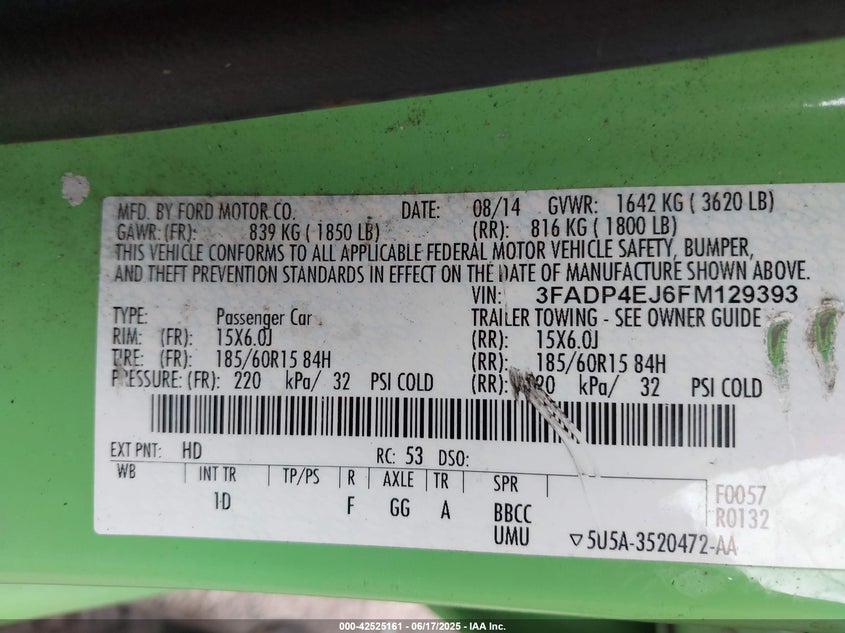 MFD. BY FORD MOTOR CO. DATE: 08/14 GVWR: 1642 KG ( 3620 LB)
GAWR: (FR): 839 KG ( 1850 LB) (RR): 816 KG ( 1800 LB)
THIS VEHICLE CONFORMS TO ALL APPLICABLE FEDERAL MOTOR VEHICLE SAFETY, BUMPER,
AND THEFT PREVENTION STANDARDS IN EFFECT ON THE DATE OF MANUFACTURE SHOWN ABOVE.
VIN: 3FADP4EJ6FM129393
TYPE: Passenger Car TRAILER TOWING - SEE OWNER GUIDE
RIM: (FR): 15X6.0J (RR): 15X6.0J
TIRE: (FR): 185/60R15 84H (RR): 185/60R15 84H
PRESSURE: (FR): 220 kPa/ 32 PSI COLD (RR): kPa/ 32 PSI COLD
EXT PNT: HD RC: 53 DSO:
WB INT TR TP/PS R AXLE TR SPR
1D F GG A BBCC
UMU
F0057
R0132
5U5A-3520472-AA
000-42525161 - 06/17/2025 - IAA Inc.